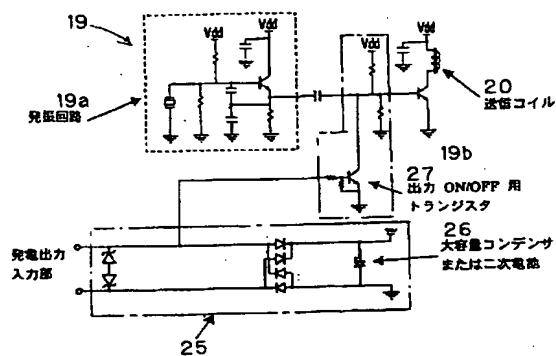 19
Vdd
Vdd
Vdd
Vdd
19a
発振回路
20
送信コイル
19b
27
出力 ON/OFF 用
トランジスタ
発電出力
入力部
26
大容量コンデンサ
または二次電池
25